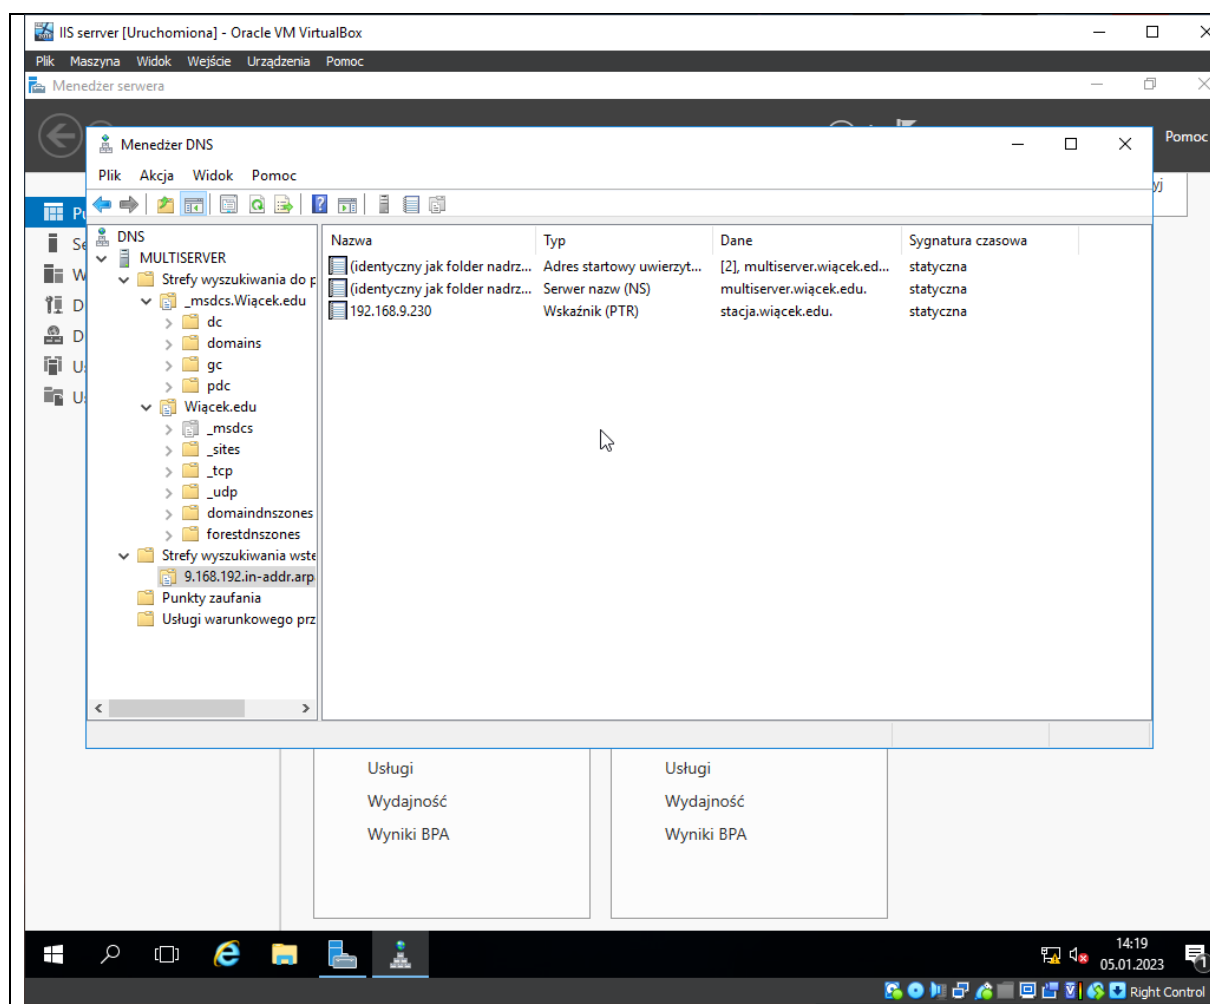 IIS serrver [Uruchomiona] - Oracle VM VirtualBox
Plik Maszyna Widok Wejście Urządzenia Pomoc
Menedżer serwera
Pomoc
Menedżer DNS
Plik Akcja Widok Pomoc
DNS
MULTISERVER
Strefy wyszukiwania do p
_msdcs.Wiącek.edu
dc
domains
gc
pdc
Wiącek.edu
_msdcs
_sites
_tcp
_udp
domaindnszones
forestdnszones
Strefy wyszukiwania wste
9.168.192.in-addr.arp
Punkty zaufania
Usługi warunkowego prz
Nazwa Typ Dane Sygnatura czasowa
(identyczny jak folder nadrz... Adres startowy uwierzyt... [2], multiserver.wiącek.ed... statyczna
(identyczny jak folder nadrz... Serwer nazw (NS) multiserver.wiącek.edu. statyczna
192.168.9.230 Wskaźnik (PTR) stacja.wiącek.edu. statyczna
Usługi
Wydajność
Wyniki BPA
Usługi
Wydajność
Wyniki BPA
14:19
05.01.2023
1
Right Control